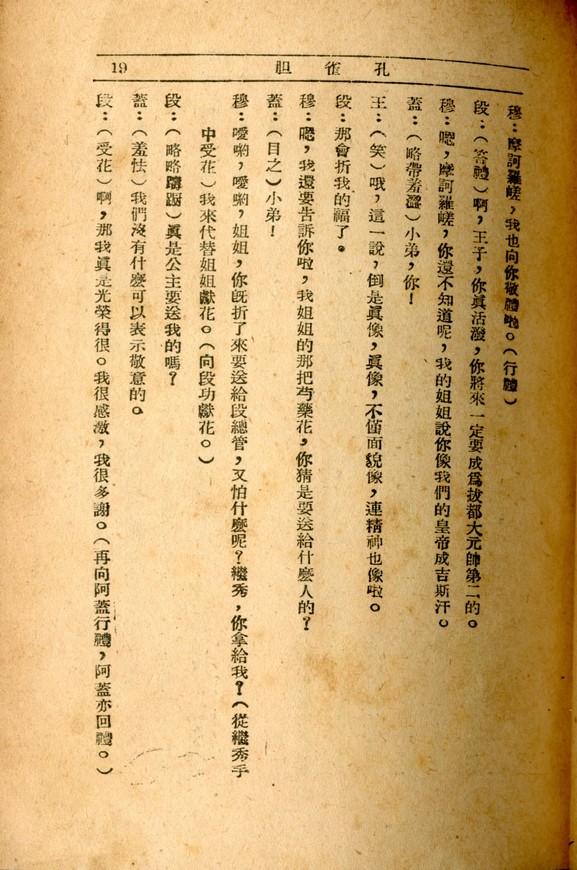 孔雀胆
19
穆：摩訶羅嵯，我也向你敬禮啦。（行禮）
段：（答禮）啊，王子，你眞活潑，你將來一定要成爲拔都大元帥第二的。
穆：嗯，摩訶羅嵯，你還不知道呢，我的姐姐說你像我們的皇帝成吉斯汗。
蓋：（略帶羞澀）小弟，你！
王：（笑）哦，這一說，倒是眞像，眞像，不僅面貌像，連精神也像啦。
段：那會折我的福了。
穆：嗯，我還要告訴你啦，我姐姐的那把芍藥花，你猜是要送給什麼人的？
蓋：（目之）小弟！
穆：噯喲，噯喲，姐姐，你旣折了來要送給段總管，又怕什麼呢？繼秀，你拿給我？（從繼秀手
中受花）我來代替姐姐獻花。（向段功獻花。）
段：（略略躊躇）眞是公主要送我的嗎？
蓋：（羞怯）我們沒有什麼可以表示敬意的。
段：（受花）啊，那我眞是光榮得很。我很感激，我很多謝。（再向阿蓋行禮，阿蓋亦回禮。）